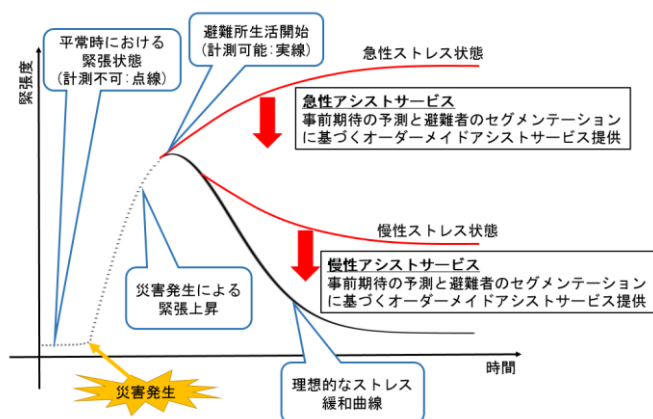 平常時における
緊張状態
(計測不可:点線)
避難所生活開始
(計測可能:実線)
急性ストレス状態
緊張度
急性アシストサービス
事前期待の予測と避難者のセグメンテーション
に基づくオーダーメイドアシストサービス提供
慢性ストレス状態
災害発生による
緊張上昇
慢性アシストサービス
事前期待の予測と避難者のセグメンテーション
に基づくオーダーメイドアシストサービス提供
時間
災害発生
理想的なストレス
緩和曲線